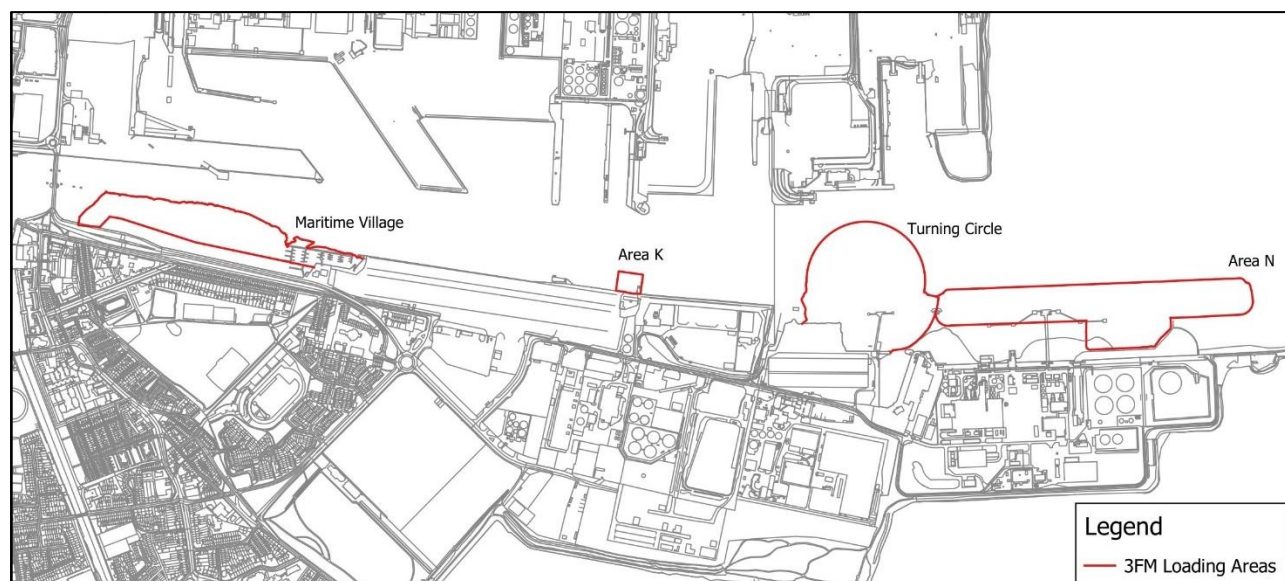 Maritime Village
Area K
Turning Circle
Area N
Legend
3FM Loading Areas